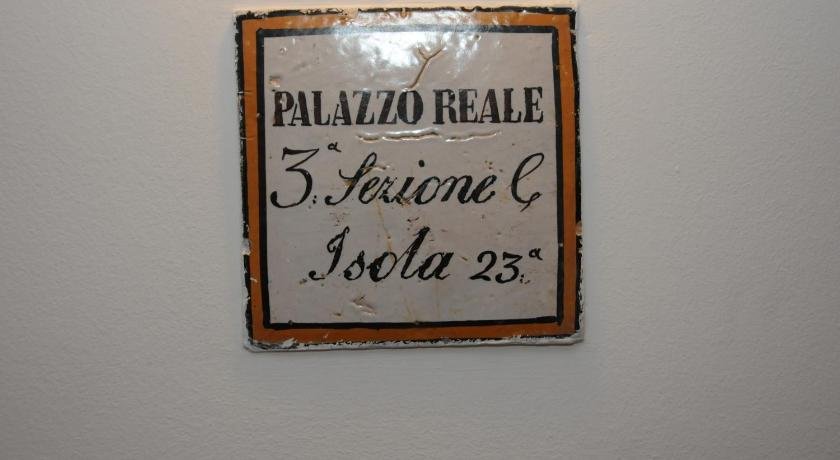 PALAZZO REALE
3.ª Sezione C
Isola 23.ª